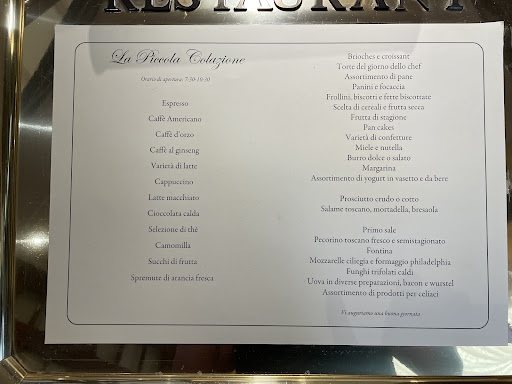 RESTAURANT
La Piccola Colazione
Orario di apertura: 7:30-10:30
Espresso
Caffè Americano
Caffè d'orzo
Caffè al ginseng
Varietà di latte
Cappuccino
Latte macchiato
Cioccolata calda
Selezione di thè
Camomilla
Succhi di frutta
Spremute di arancia fresca
Brioches e croissant
Torte del giorno dello chef
Assortimento di pane
Panini e focaccia
Frollini, biscotti e fette biscottate
Scelta di cereali e frutta secca
Frutta di stagione
Pan cakes
Varietà di confetture
Miele e nutella
Burro dolce o salato
Margarina
Assortimento di yogurt in vasetto e da bere
Prosciutto crudo o cotto
Salame toscano, mortadella, bresaola
Primo sale
Pecorino toscano fresco e semistagionato
Fontina
Mozzarelle ciliegia e formaggio philadelphia
Funghi trifolati caldi
Uova in diverse preparazioni, bacon e wurstel
Assortimento di prodotti per celiaci
Vi auguriamo una buona giornata